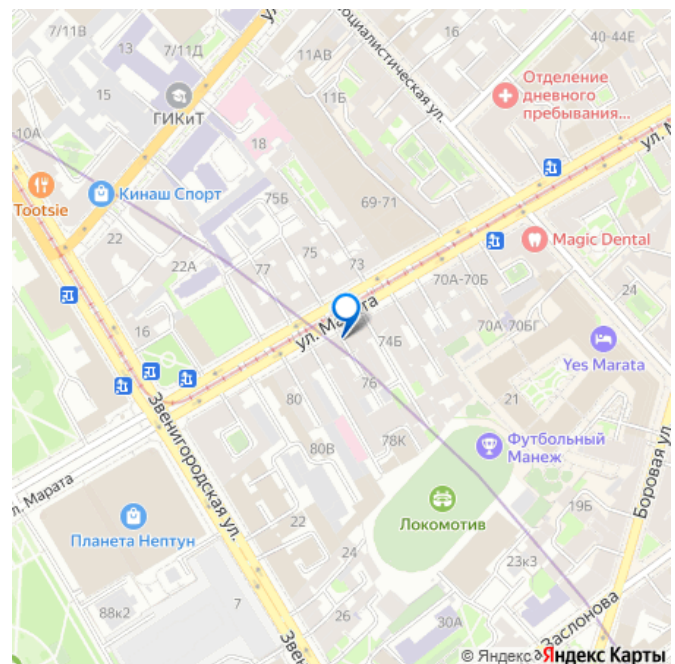 7/11В
13
7/11Д
ул
15
ГИКиТ
10А
Tootsie
Кинаш Спорт
22
22А
16
18
11АВ
11Б
Социалистическая ул.
16
40-44Е
Отделение
дневного
пребывания...
ул. М
69-71
75Б
75
73
77
Magic Dental
70А-70Б
24
70А-70БГ
Yes Marata
ул. Марата
74Б
76
21
80
80В
78К
Футбольный
Манеж
Локомотив
Звенигородская ул.
л. Марата
Планета Нептун
22
24
19Б
23к3
Боровая ул
88к2
7
26
30А
Заслонова
Зве
© Яндекс Яндекс Карты